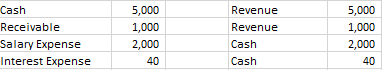 Cash 5,000 Revenue 5,000
Receivable 1,000 Revenue 1,000
Salary Expense 2,000 Cash 2,000
Interest Expense 40 Cash 40